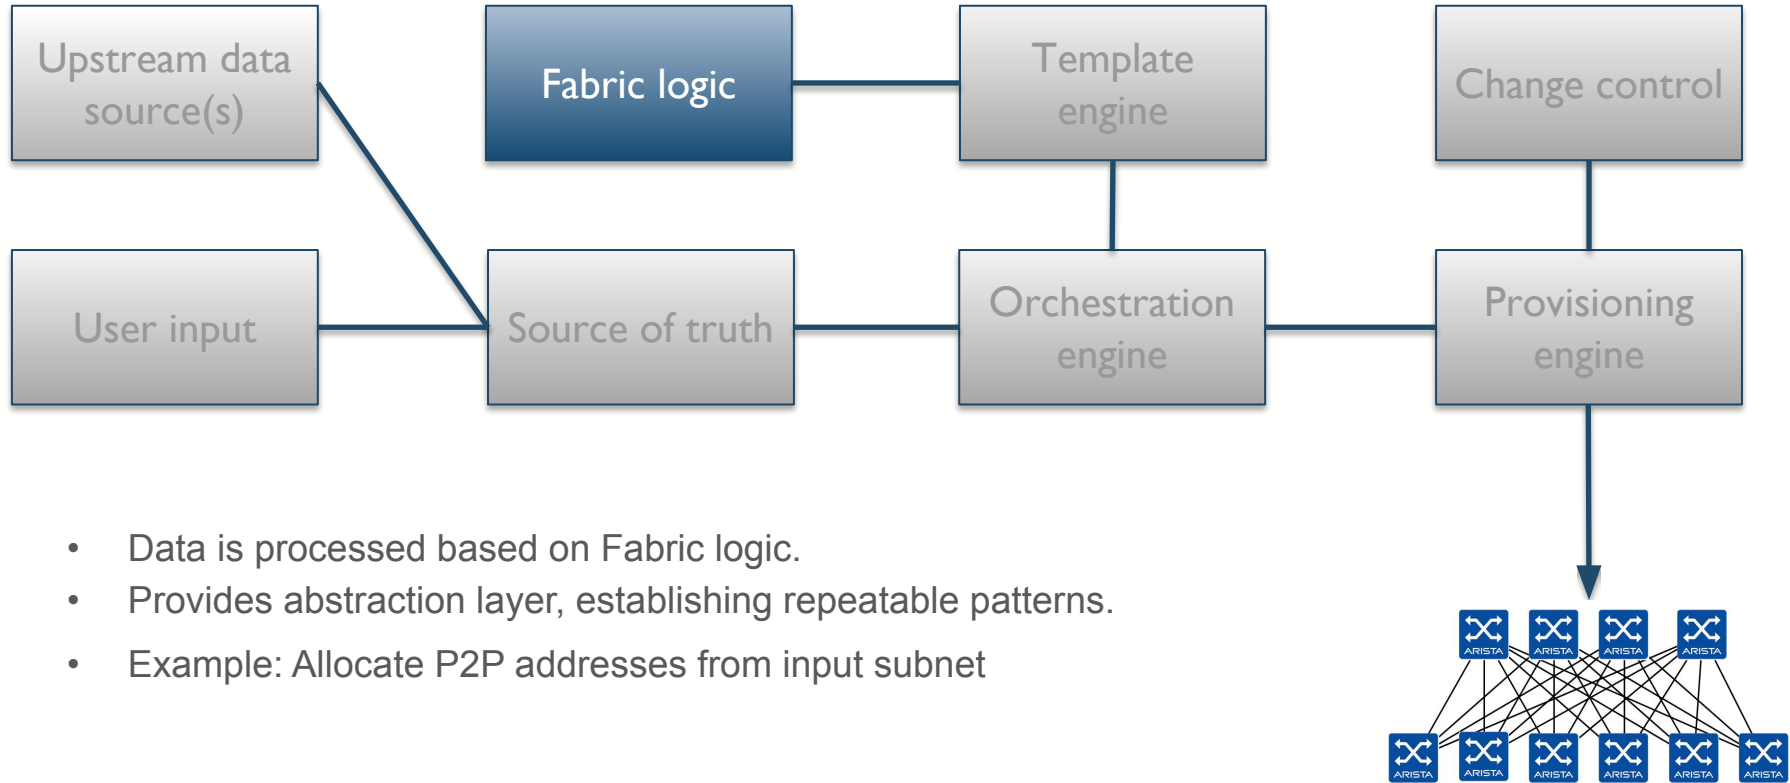 Upstream data
source(s)
Fabric logic
Template
engine
Change control
User input
Source of truth
Orchestration
engine
Provisioning
engine
• Data is processed based on Fabric logic.
• Provides abstraction layer, establishing repeatable patterns.
• Example: Allocate P2P addresses from input subnet
ARISTA
ARISTA
ARISTA
ARISTA
ARISTA
ARISTA
ARISTA
ARISTA
ARISTA
ARISTA